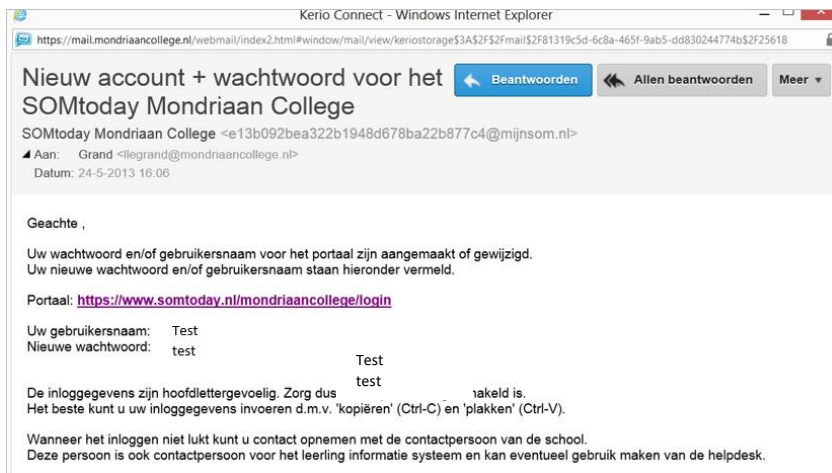 Kerio Connect - Windows Internet Explorer
https://mail.mondriaancollege.nl/webmail/index2.html#window/mail/view/keriostorage$3A$2F$2Fmail$2F81319c5d-6c8a-465f-9ab5-dd830244774b$2F25618
Nieuw account + wachtwoord voor het
SOMtoday Mondriaan College
Beantwoorden
Allen beantwoorden
Meer
SOMtoday Mondriaan College <e13b092bea322b1948d678ba22b877c4@mijnsom.nl>
Aan: Grand <llegrand@mondriaancollege.nl>
Datum: 24-5-2013 16:06
Geachte ,
Uw wachtwoord en/of gebruikersnaam voor het portaal zijn aangemaakt of gewijzigd.
Uw nieuwe wachtwoord en/of gebruikersnaam staan hieronder vermeld.
Portaal: https://www.somtoday.nl/mondriaancollege/login
Uw gebruikersnaam: Test
Nieuwe wachtwoord: test
Test
test
De inloggegevens zijn hoofdlettergevoelig. Zorg dus is.
Het beste kunt u uw inloggegevens invoeren d.m.v. 'kopiëren' (Ctrl-C) en 'plakken' (Ctrl-V).
Wanneer het inloggen niet lukt kunt u contact opnemen met de contactpersoon van de school.
Deze persoon is ook contactpersoon voor het leerling informatie systeem en kan eventueel gebruik maken van de helpdesk.